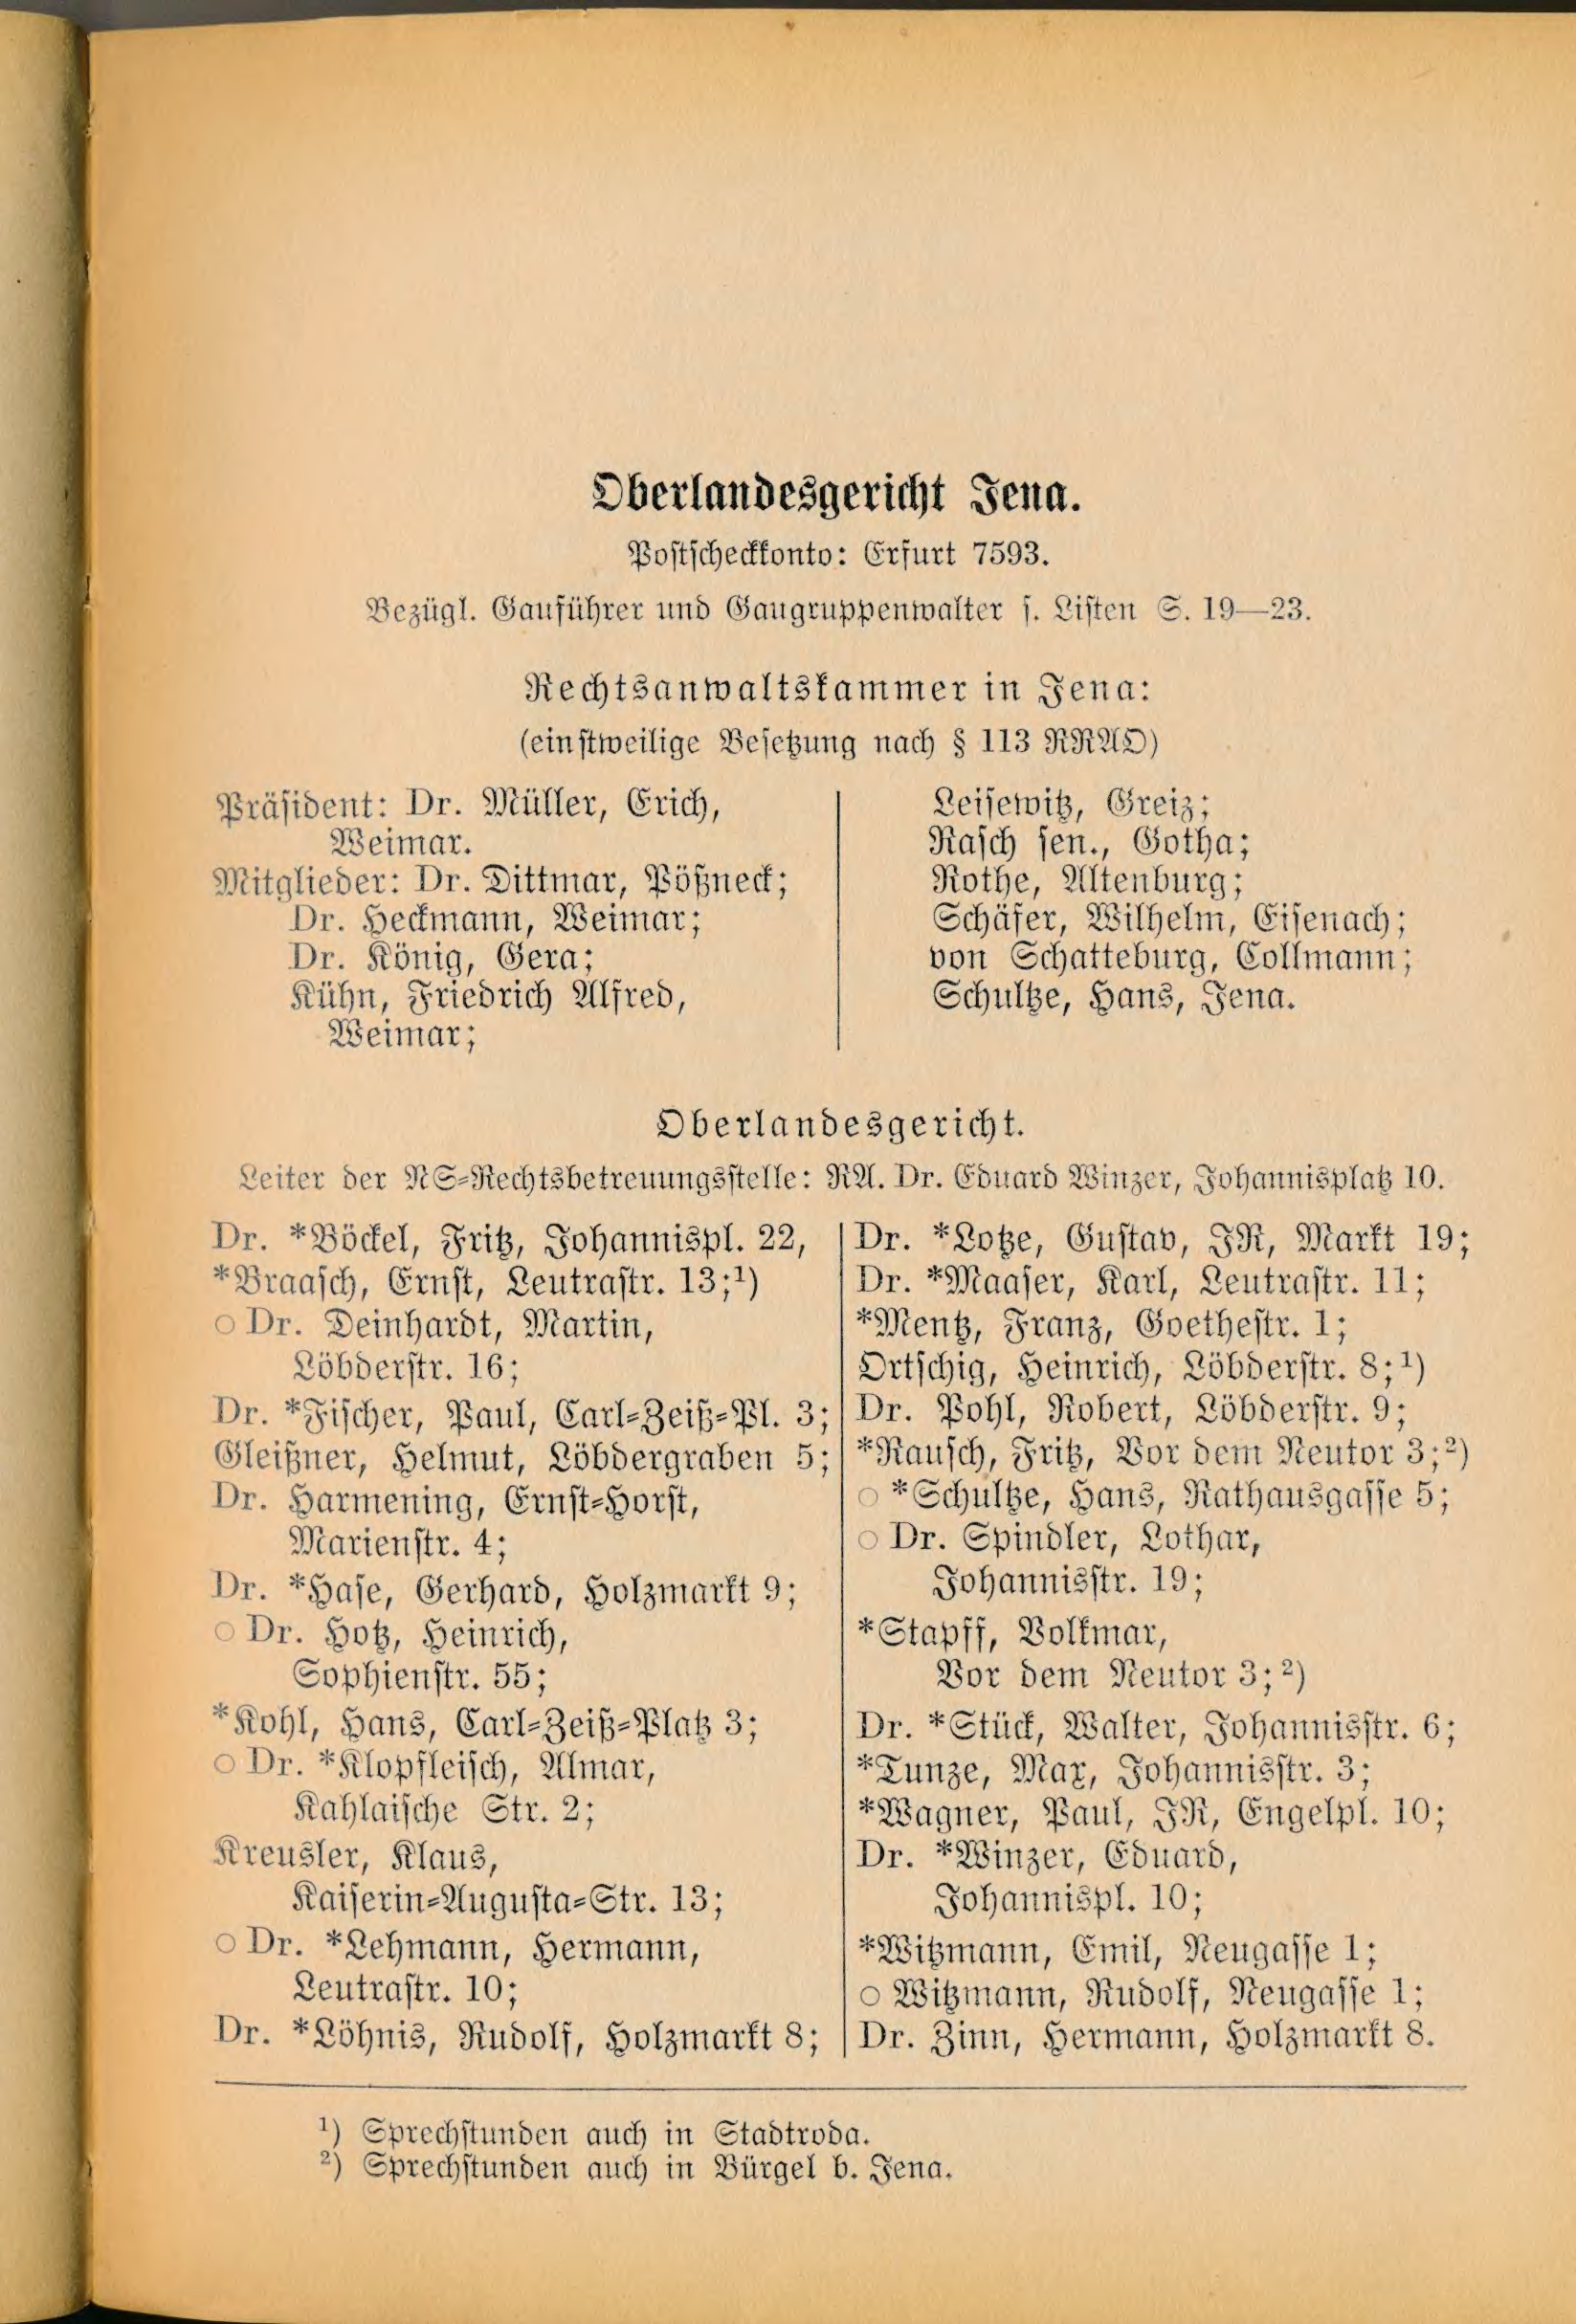 Oberlandesgericht Jena.
Postscheckkonto: Erfurt 7593.
Bezügl. Gauführer und Gaugruppenwalter s. Listen S. 19—23.
Rechtsanwaltskammer in Jena:
(einstweilige Besetzung nach § 113 RRAO)
Präsident: Dr. Müller, Erich,
Weimar.
Mitglieder: Dr. Dittmar, Pößneck;
Dr. Heckmann, Weimar;
Dr. König, Gera;
Kühn, Friedrich Alfred,
Weimar;
Leisewitz, Greiz;
Rasch sen., Gotha;
Rothe, Altenburg;
Schäfer, Wilhelm, Eisenach;
von Schatteburg, Collmann;
Schultze, Hans, Jena.
Oberlandesgericht.
Leiter der NS-Rechtsbetreuungsstelle: RA. Dr. Eduard Winzer, Johannisplatz 10.
Dr. *Böckel, Fritz, Johannispl. 22,
*Braasch, Ernst, Leutrastr. 13;¹)
○ Dr. Deinhardt, Martin,
Löbderstr. 16;
Dr. *Fischer, Paul, Carl-Zeiß-Pl. 3;
Gleißner, Helmut, Löbdergraben 5;
Dr. Harmening, Ernst-Horst,
Marienstr. 4;
Dr. *Hase, Gerhard, Holzmarkt 9;
○ Dr. Hotz, Heinrich,
Sophienstr. 55;
*Kohl, Hans, Carl-Zeiß-Platz 3;
○ Dr. *Klopfleisch, Almar,
Kahlaische Str. 2;
Kreusler, Klaus,
Kaiserin-Augusta-Str. 13;
○ Dr. *Lehmann, Hermann,
Leutrastr. 10;
Dr. *Löhnis, Rudolf, Holzmarkt 8;
Dr. *Lotze, Gustav, JR, Markt 19;
Dr. *Maaser, Karl, Leutrastr. 11;
*Mentz, Franz, Goethestr. 1;
Ortschig, Heinrich, Löbderstr. 8;¹)
Dr. Pohl, Robert, Löbderstr. 9;
*Rausch, Fritz, Vor dem Neutor 3;²)
○ *Schultze, Hans, Rathausgasse 5;
○ Dr. Spindler, Lothar,
Johannisstr. 19;
*Stapff, Volkmar,
Vor dem Neutor 3;²)
Dr. *Stück, Walter, Johannisstr. 6;
*Tunze, Max, Johannisstr. 3;
*Wagner, Paul, JR, Engelpl. 10;
Dr. *Winzer, Eduard,
Johannispl. 10;
*Witzmann, Emil, Neugasse 1;
○ Witzmann, Rudolf, Neugasse 1;
Dr. Zinn, Hermann, Holzmarkt 8.
¹) Sprechstunden auch in Stadtroda.
²) Sprechstunden auch in Bürgel b. Jena.